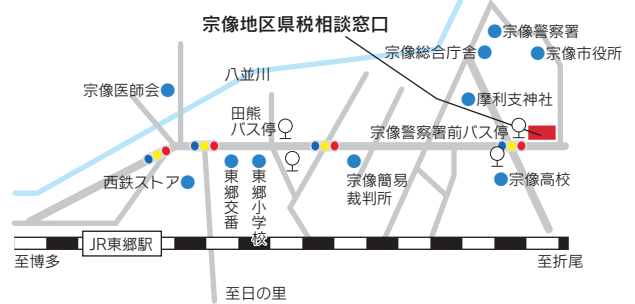 宗像地区県税相談窓口
宗像警察署
宗像総合庁舎
宗像市役所
八並川
宗像医師会
摩利支神社
田熊
バス停
宗像警察署前バス停
西鉄ストア
東郷交番
東郷小学校
宗像簡易
裁判所
宗像高校
JR東郷駅
至博多
至折尾
至日の里